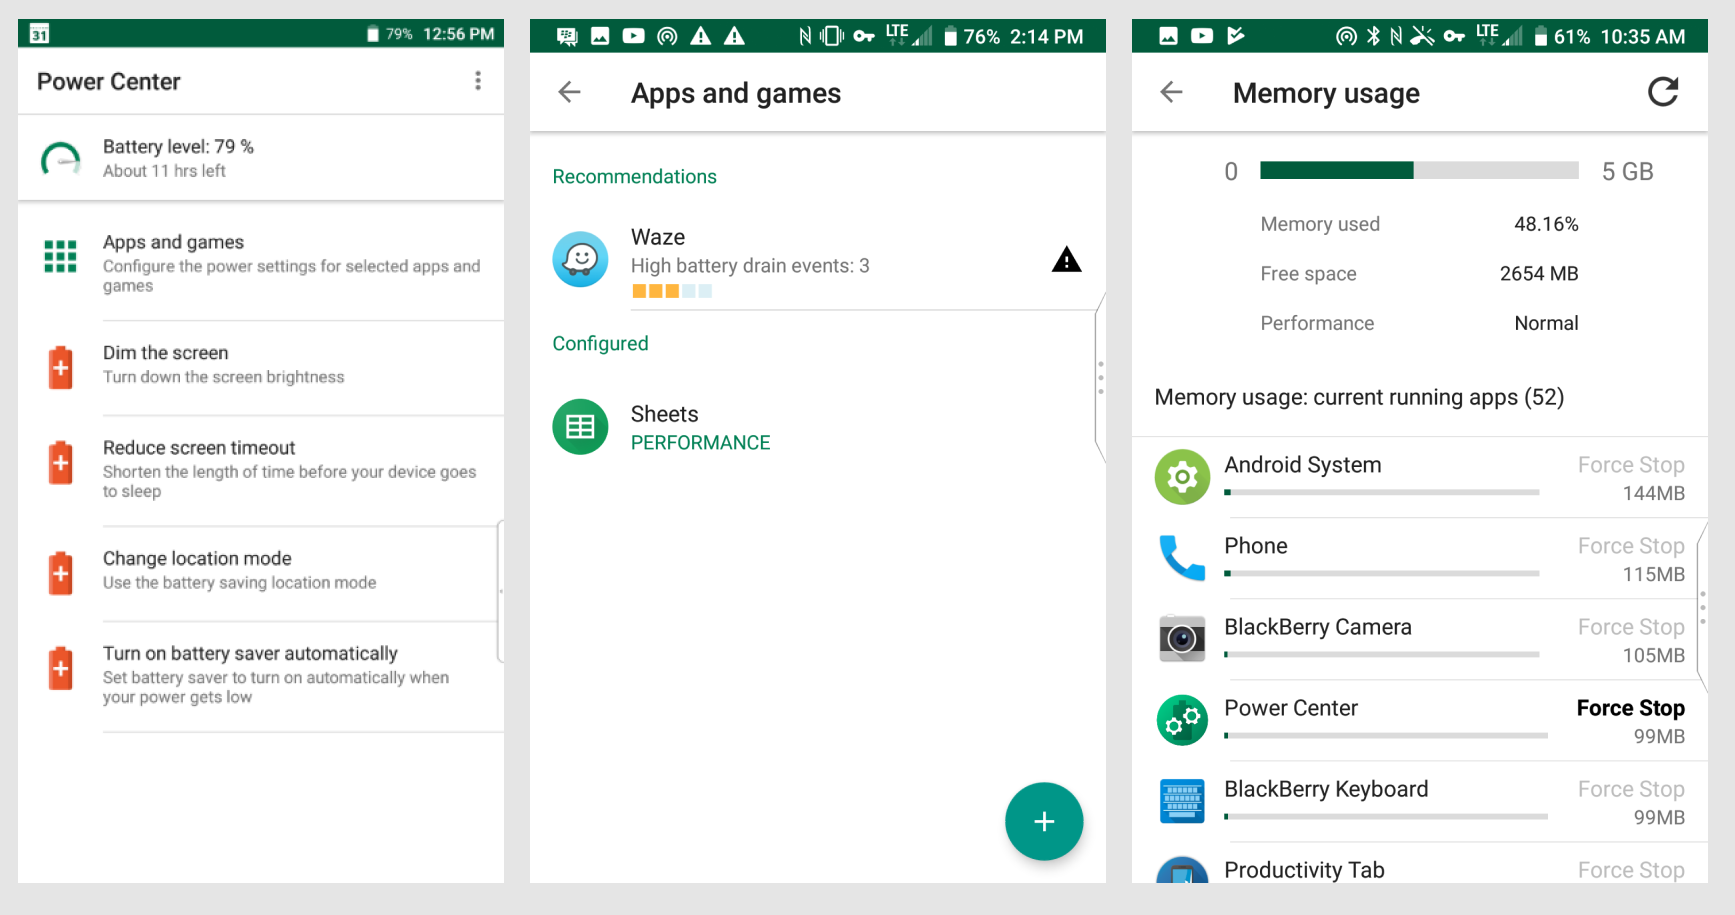 31 79% 12:56 PM
Power Center
Battery level: 79 %
About 11 hrs left
Apps and games
Configure the power settings for selected apps and
games
Dim the screen
Turn down the screen brightness
Reduce screen timeout
Shorten the length of time before your device goes
to sleep
Change location mode
Use the battery saving location mode
Turn on battery saver automatically
Set battery saver to turn on automatically when
your power gets low
LTE 76% 2:14 PM
Apps and games
Recommendations
Waze
High battery drain events: 3
Configured
Sheets
PERFORMANCE
LTE 61% 10:35 AM
Memory usage
0 5 GB
Memory used 48.16%
Free space 2654 MB
Performance Normal
Memory usage: current running apps (52)
Android System Force Stop
144MB
Phone Force Stop
115MB
BlackBerry Camera Force Stop
105MB
Power Center Force Stop
99MB
BlackBerry Keyboard Force Stop
99MB
Productivity Tab Force Stop